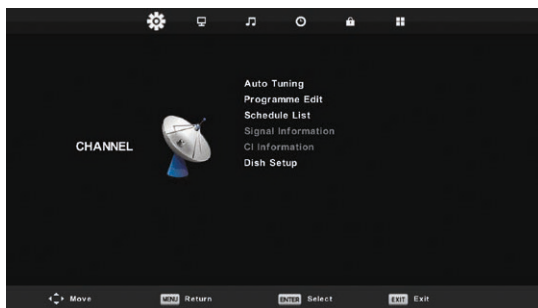 Auto Tuning
Programme Edit
Schedule List
Signal Information
CHANNEL
CI Information
Dish Setup
Move
MENU Return
ENTER Select
EXIT Exit